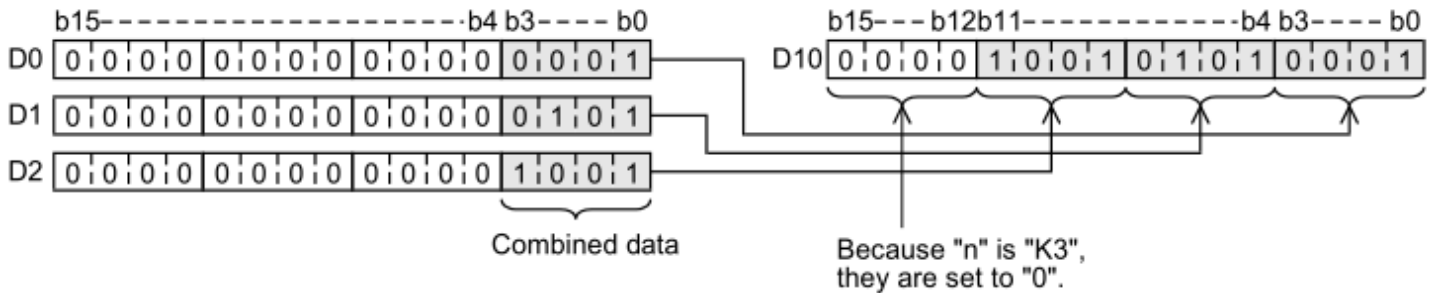 b15 b4 b3 b0 b15 b12 b11 b4 b3 b0
D0 0 0 0 0 0 0 0 0 0 0 0 0 0 0 0 1 D10 0 0 0 0 1 0 0 1 0 1 0 1 0 0 0 1
D1 0 0 0 0 0 0 0 0 0 0 0 0 0 1 0 1
D2 0 0 0 0 0 0 0 0 0 0 0 0 1 0 0 1
Combined data
Because "n" is "K3",
they are set to "0".